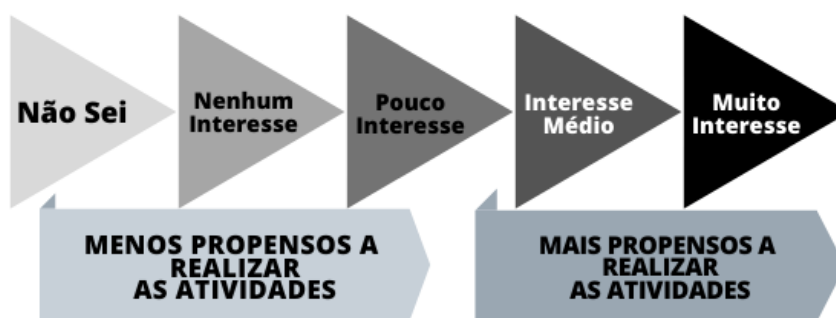 Não Sei
Nenhum
Interesse
Pouco
Interesse
Interesse
Médio
Muito
Interesse
MENOS PROPENSOS A
REALIZAR
AS ATIVIDADES
MAIS PROPENSOS A
REALIZAR
AS ATIVIDADES